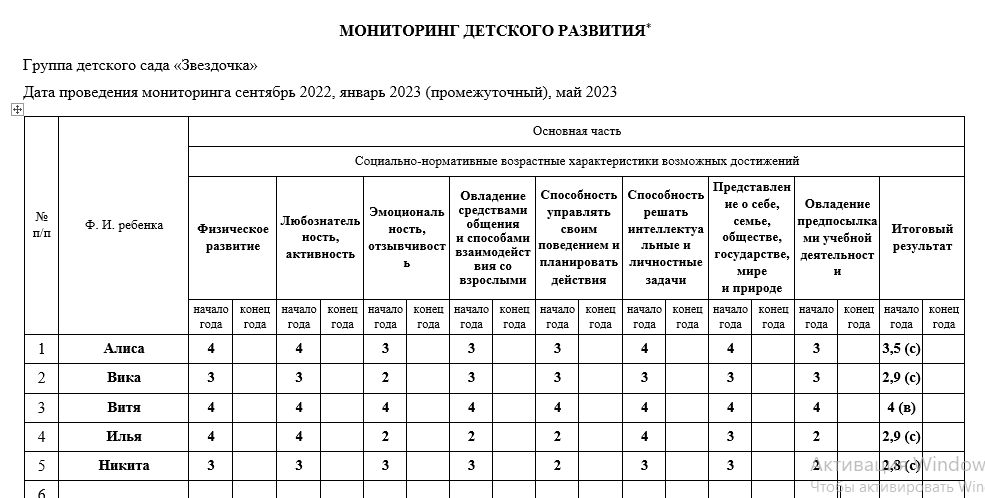 МОНИТОРИНГ ДЕТСКОГО РАЗВИТИЯ*
Группа детского сада «Звездочка»
Дата проведения мониторинга сентябрь 2022, январь 2023 (промежуточный), май 2023
№
п/п
Ф. И. ребенка
Основная часть
Социально-нормативные возрастные характеристики возможных достижений
Физическое
развитие
Любознатель
ность,
активность
Эмоциональ
ность,
отзывчивост
ь
Овладение
средствами
общения
и способами
взаимодейст
вия со
взрослыми
Способность
управлять
своим
поведением и
планировать
действия
Способность
решать
интеллектуа
льные и
личностные
задачи
Представлен
ие о себе,
семье,
обществе,
государстве,
мире
и природе
Овладение
предпосылка
ми учебной
деятельност
и
Итоговый
результат
начало года конец года начало года конец года начало года конец года начало года конец года начало года конец года начало года конец года начало года конец года начало года конец года начало года конец года
1 Алиса 4 4 3 3 3 4 4 3 3,5 (с)
2 Вика 3 3 2 3 3 3 3 3 2,9 (с)
3 Витя 4 4 4 4 4 4 4 4 4 (в)
4 Илья 4 4 2 2 2 4 3 2 2,9 (с)
5 Никита 3 3 3 3 2 3 3 2 2,8 (с)
6
Активация Window
Чтобы активировать Win